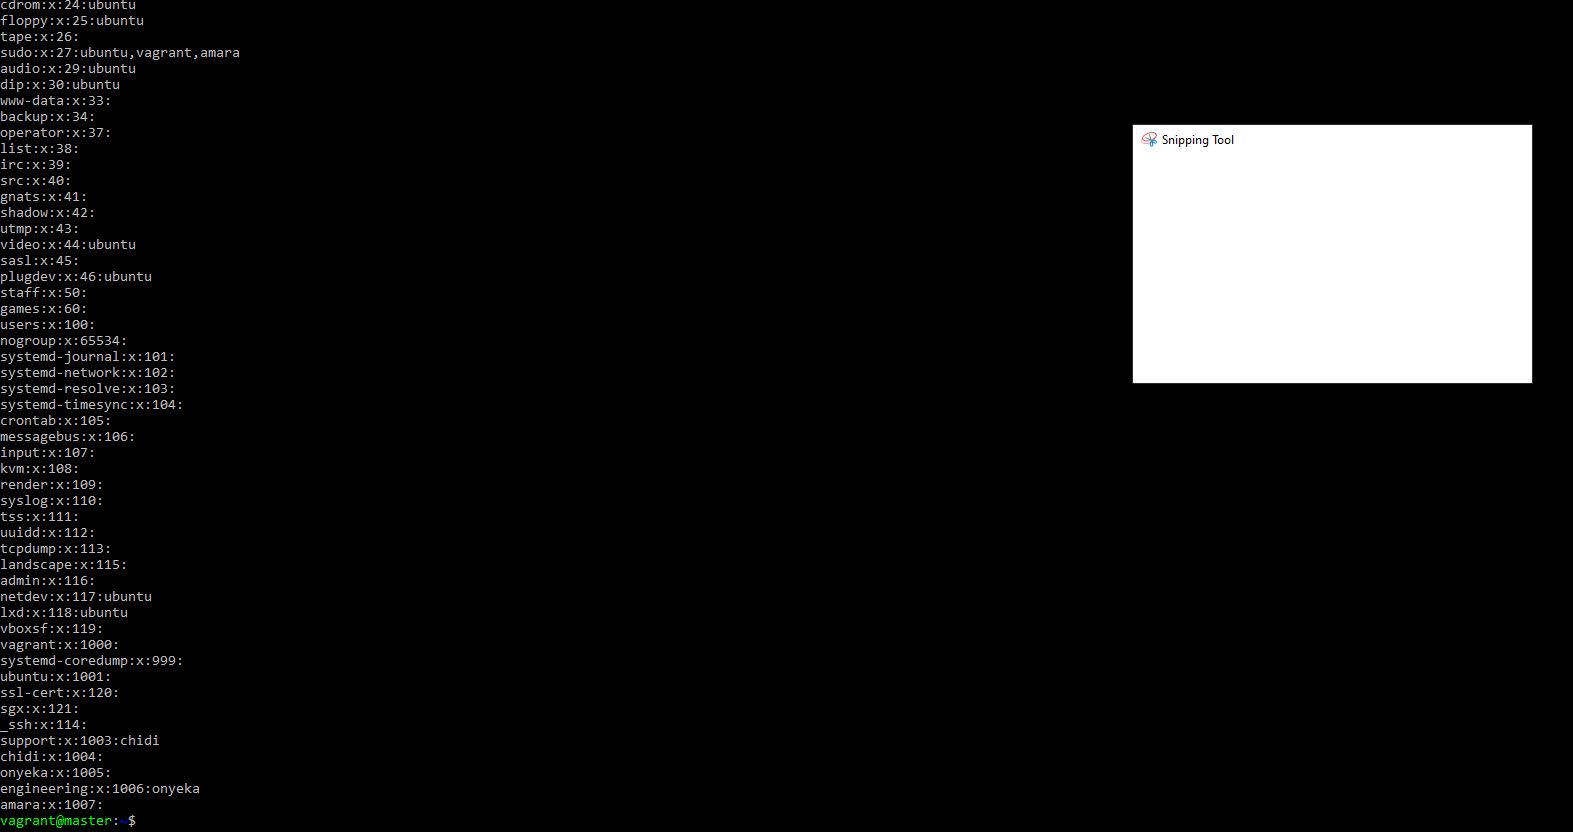 cdrom:x:24:ubuntu
floppy:x:25:ubuntu
tape:x:26:
sudo:x:27:ubuntu,vagrant,amara
audio:x:29:ubuntu
dip:x:30:ubuntu
www-data:x:33:
backup:x:34:
operator:x:37:
list:x:38:
irc:x:39:
src:x:40:
gnats:x:41:
shadow:x:42:
utmp:x:43:
video:x:44:ubuntu
sasl:x:45:
plugdev:x:46:ubuntu
staff:x:50:
games:x:60:
users:x:100:
nogroup:x:65534:
systemd-journal:x:101:
systemd-network:x:102:
systemd-resolve:x:103:
systemd-timesync:x:104:
crontab:x:105:
messagebus:x:106:
input:x:107:
kvm:x:108:
render:x:109:
syslog:x:110:
tss:x:111:
uuidd:x:112:
tcpdump:x:113:
landscape:x:115:
admin:x:116:
netdev:x:117:ubuntu
lxd:x:118:ubuntu
vboxsf:x:119:
vagrant:x:1000:
systemd-coredump:x:999:
ubuntu:x:1001:
ssl-cert:x:120:
sgx:x:121:
_ssh:x:114:
support:x:1003:chidi
chidi:x:1004:
onyeka:x:1005:
engineering:x:1006:onyeka
amara:x:1007:
vagrant@master:~$
Snipping Tool